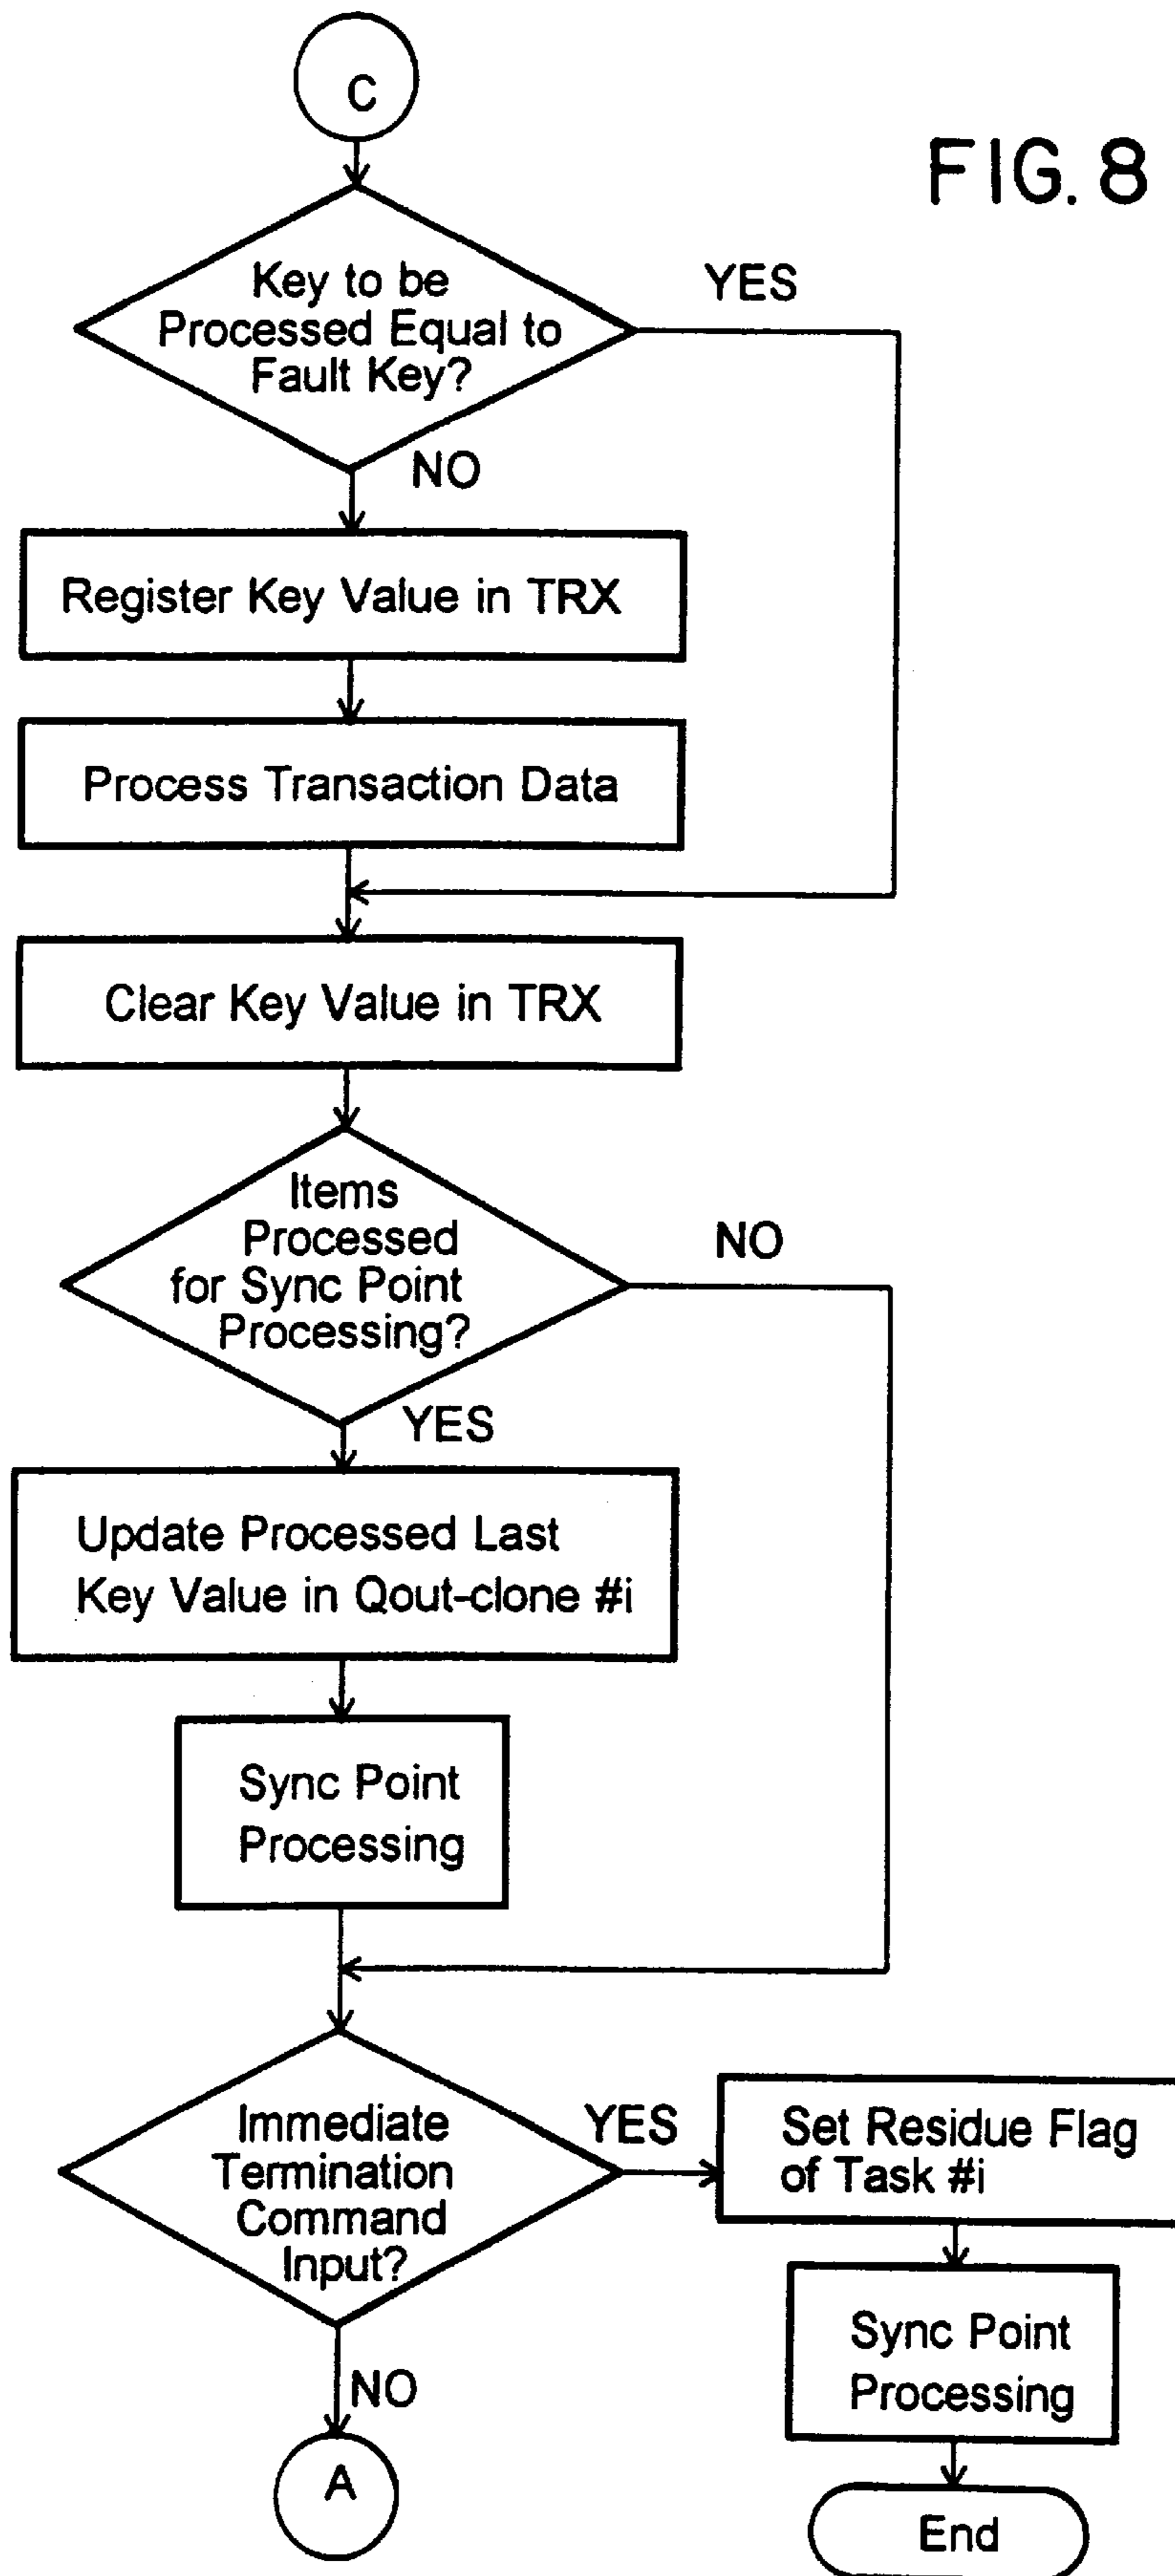 C
FIG. 8
Key to be
Processed Equal to
Fault Key?
YES
NO
Register Key Value in TRX
Process Transaction Data
Clear Key Value in TRX
Items
Processed
for Sync Point
Processing?
NO
YES
Update Processed Last
Key Value in Qout-clone #i
Sync Point
Processing
Immediate
Termination
Command
Input?
YES
Set Residue Flag
of Task #i
Sync Point
Processing
NO
A
End